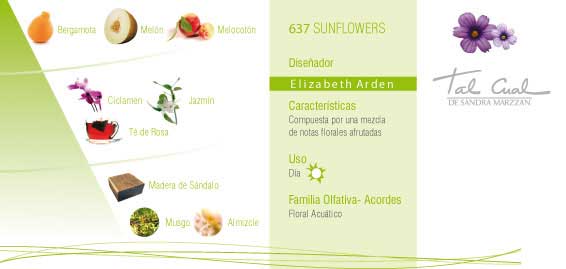 Bergamota
Melón
Melocotón
Ciclamen
Jazmín
Té de Rosa
Madera de Sándalo
Musgo
Almizcle
637 SUNFLOWERS
Diseñador
Elizabeth Arden
Características
Compuesta por una mezcla
de notas florales afrutadas
Uso
Día
Familia Olfativa- Acordes
Floral Acuático
Tal Cual
DE SANDRA MARZZAN